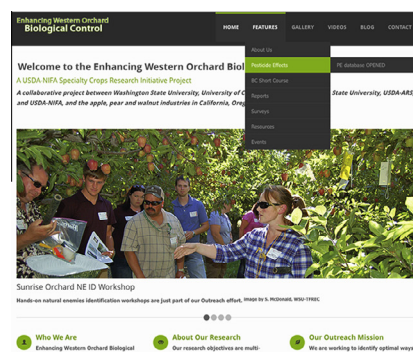 Enhancing Western Orchard
Biological Control
HOME FEATURES GALLERY VIDEOS BLOG CONTACT
About Us
Pesticide Effects PE database OPENED
BC Short Course
Reports
Surveys
Resources
Events
Welcome to the Enhancing Western Orchard Biol
A USDA NIFA Specialty Crops Research Initiative Project
A collaborative project between Washington State University, University of C State University, USDA-ARS,
and USDA-NIFA, and the apple, pear and walnut industries in California, Oreg
Sunrise Orchard NE ID Workshop
Hands-on natural enemies identification workshops are just part of our Outreach effort. Image by S. McDonald, WSU-TFREC
Who We Are About Our Research Our Outreach Mission
Enhancing Western Orchard Biological Our research objectives are multi- We are working to identify optimal ways